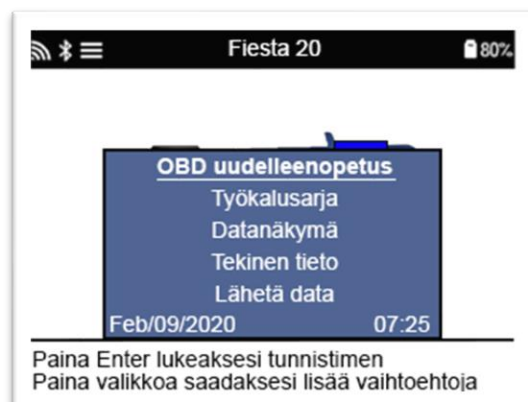 Fiesta 20 80%
OBD uudelleenopetus
Työkalusarja
Datanäkymä
Tekinen tieto
Lähetä data
Feb/09/2020 07:25
Paina Enter lukeaksesi tunnistimen
Paina valikkoa saadaksesi lisää vaihtoehtoja